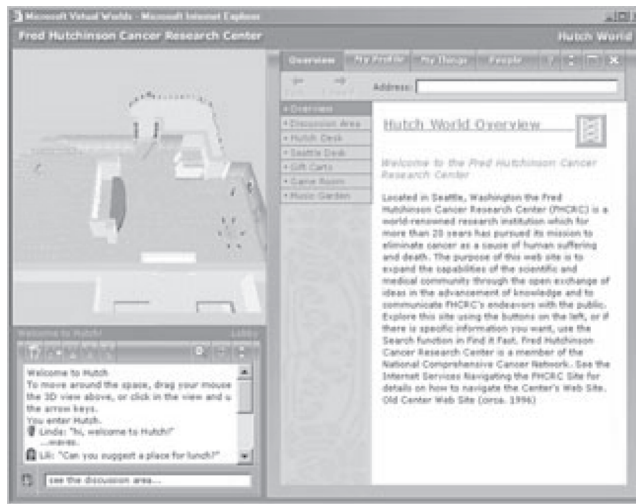 Microsoft Virtual Worlds - Microsoft Internet Explorer
Fred Hutchinson Cancer Research Center
Hutch World
Overview My Profile My Things People ?
Address:
Overview
Discussion Area
Hutch Desk
Seattle Desk
Gift Carts
Game Room
Music Garden
Hutch World Overview
Welcome to the Fred Hutchinson Cancer
Research Center
Located in Seattle, Washington the Fred
Hutchinson Cancer Research Center (FHCRC) is a
world-renowned research institution which for
more than 20 years has pursued its mission to
eliminate cancer as a cause of human suffering
and death. The purpose of this web site is to
expand the capabilities of the scientific and
medical community through the open exchange of
ideas in the advancement of knowledge and to
communicate FHCRC's endeavors with the public.
Explore this site using the buttons on the left, or if
there is specific information you want, use the
Search function in Find it Fast. Fred Hutchinson
Cancer Research Center is a member of the
National Comprehensive Cancer Network. See the
Internet Services Navigating the FHCRC Site for
details on how to navigate the Center's Web Site.
Old Center Web Site (circa. 1996)
Welcome to Hutch!
Lobby
Welcome to Hutch
To move around the space, drag your mouse
the 3D view above, or click in the view and u
the arrow keys.
You enter Hutch.
Linda: "hi, welcome to Hutch!"
...waves.
Lili: "Can you suggest a place for lunch?"
see the discussion area...